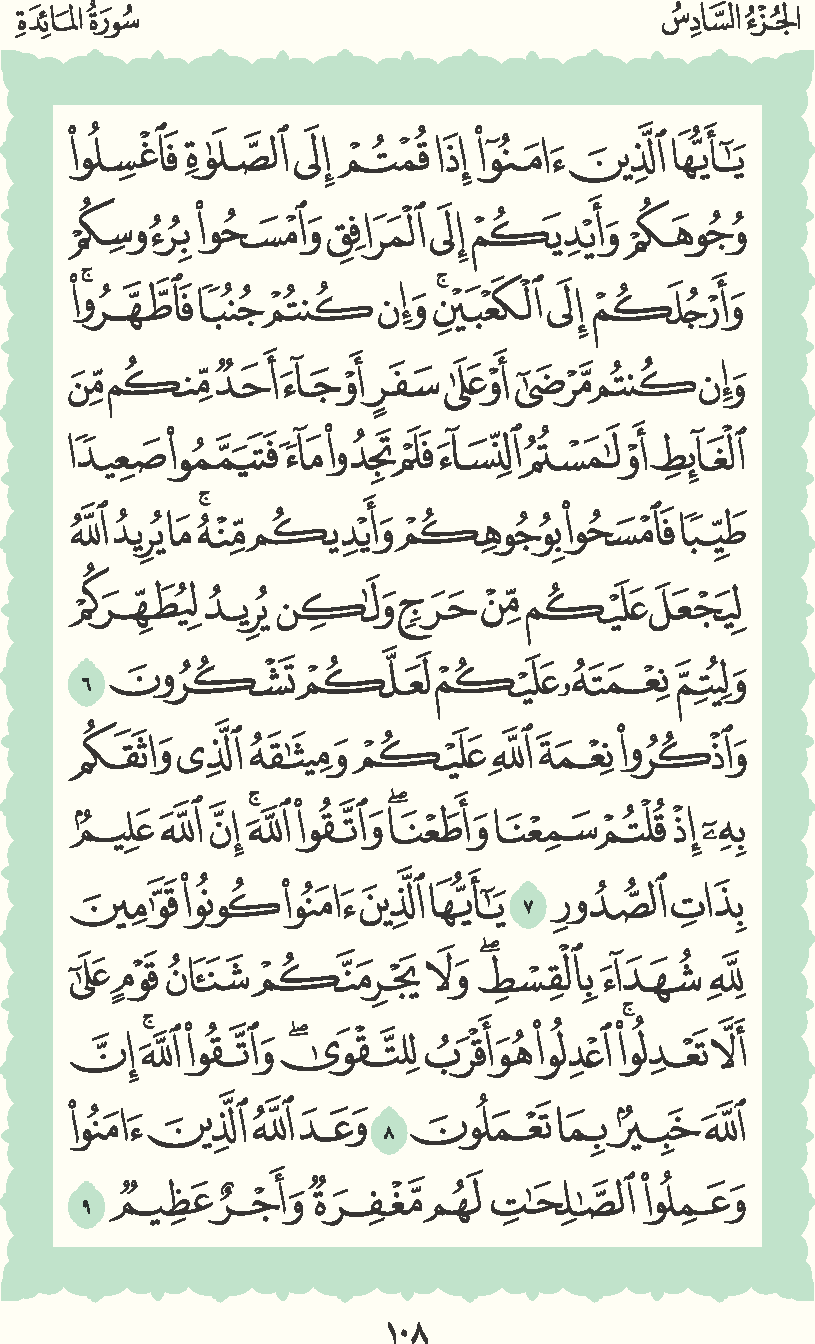 الجُزْءُ السَّادِسُ
سُورَةُ المَائِدَةِ
يَٰٓأَيُّهَا ٱلَّذِينَ ءَامَنُوٓا۟ إِذَا قُمْتُمْ إِلَى ٱلصَّلَوٰةِ فَٱغْسِلُوا۟
وُجُوهَكُمْ وَأَيْدِيَكُمْ إِلَى ٱلْمَرَافِقِ وَٱمْسَحُوا۟ بِرُءُوسِكُمْ
وَأَرْجُلَكُمْ إِلَى ٱلْكَعْبَيْنِ ۚ وَإِن كُنتُمْ جُنُبًا فَٱطَّهَّرُوا۟ ۚ
وَإِن كُنتُم مَّرْضَىٰٓ أَوْ عَلَىٰ سَفَرٍ أَوْ جَآءَ أَحَدٌ مِّنكُم مِّنَ
ٱلْغَآئِطِ أَوْ لَٰمَسْتُمُ ٱلنِّسَآءَ فَلَمْ تَجِدُوا۟ مَآءً فَتَيَمَّمُوا۟ صَعِيدًا
طَيِّبًا فَٱمْسَحُوا۟ بِوُجُوهِكُمْ وَأَيْدِيكُم مِّنْهُ ۚ مَا يُرِيدُ ٱللَّهُ
لِيَجْعَلَ عَلَيْكُم مِّنْ حَرَجٍ وَلَٰكِن يُرِيدُ لِيُطَهِّرَكُمْ
وَلِيُتِمَّ نِعْمَتَهُۥ عَلَيْكُمْ لَعَلَّكُمْ تَشْكُرُونَ ٦
وَٱذْكُرُوا۟ نِعْمَةَ ٱللَّهِ عَلَيْكُمْ وَمِيثَٰقَهُ ٱلَّذِى وَاثَقَكُم
بِهِۦٓ إِذْ قُلْتُمْ سَمِعْنَا وَأَطَعْنَا ۖ وَٱتَّقُوا۟ ٱللَّهَ ۚ إِنَّ ٱللَّهَ عَلِيمٌۢ
بِذَاتِ ٱلصُّدُورِ ٧ يَٰٓأَيُّهَا ٱلَّذِينَ ءَامَنُوا۟ كُونُوا۟ قَوَّٰمِينَ
لِلَّهِ شُهَدَآءَ بِٱلْقِسْطِ ۖ وَلَا يَجْرِمَنَّكُمْ شَنَـَٔانُ قَوْمٍ عَلَىٰٓ
أَلَّا تَعْدِلُوا۟ ۚ ٱعْدِلُوا۟ هُوَ أَقْرَبُ لِلتَّقْوَىٰ ۖ وَٱتَّقُوا۟ ٱللَّهَ ۚ إِنَّ
ٱللَّهَ خَبِيرٌۢ بِمَا تَعْمَلُونَ ٨ وَعَدَ ٱللَّهُ ٱلَّذِينَ ءَامَنُوا۟
وَعَمِلُوا۟ ٱلصَّٰلِحَٰتِ لَهُم مَّغْفِرَةٌ وَأَجْرٌ عَظِيمٌ ٩
١٠٨